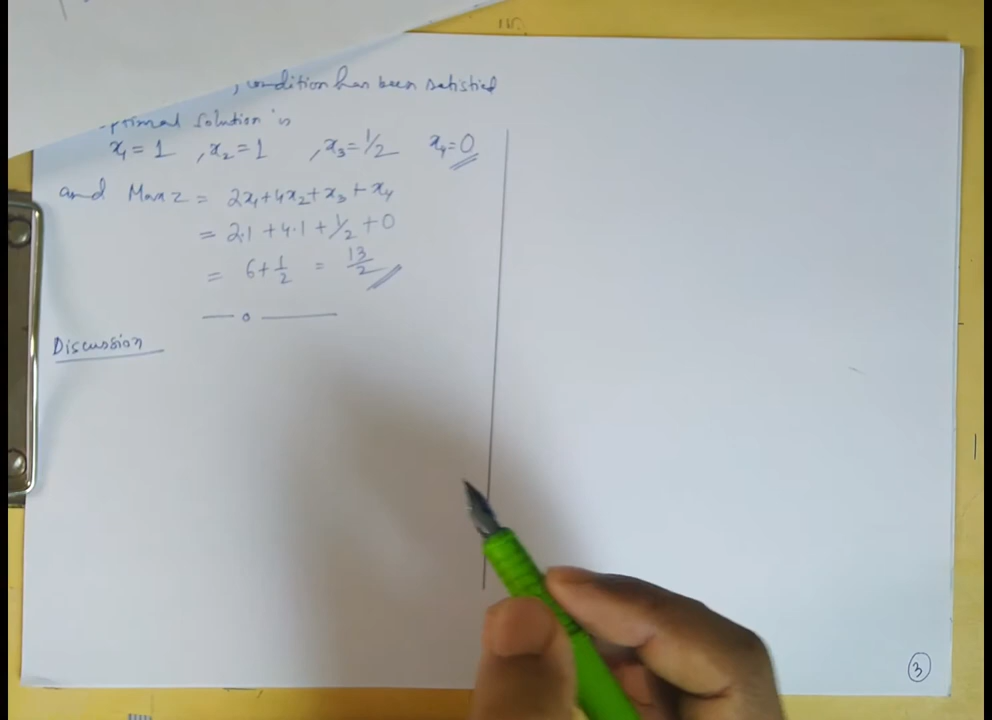 , condition has been satisfied
solution is
x₁ = 1 , x₂ = 1 , x₃ = 1/2 x₄ = 0
and Max z = 2x₁ + 4x₂ + x₃ + x₄
= 2.1 + 4.1 + 1/2 + 0
= 6 + 1/2 = 13/2
Discussion
3